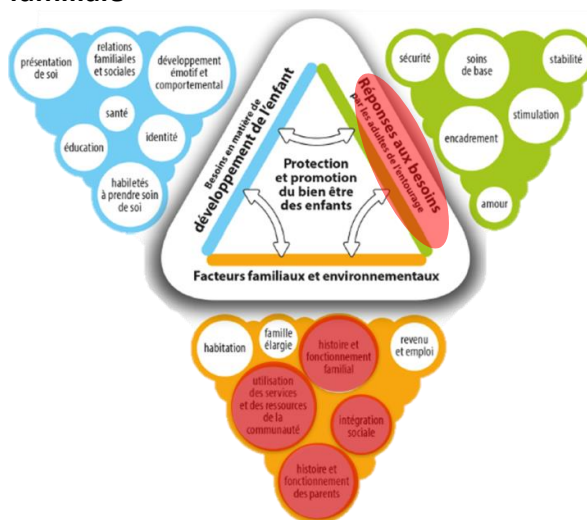 présentation
de soi
relations
familiales
et sociales
développement
émotif et
comportemental
santé
éducation
identité
habiletés
à prendre soin
de soi
Besoins en matière de
développement de l'enfant
Réponses aux besoins
par les adultes de l'entourage
Protection
et promotion
du bien être
des enfants
Facteurs familiaux et environnementaux
sécurité
soins
de base
stabilité
stimulation
encadrement
amour
habitation
famille
élargie
histoire et
fonctionnement
familial
revenu
et emploi
utilisation
des services
et des ressources
de la
communauté
intégration
sociale
histoire et
fonctionnement
des parents